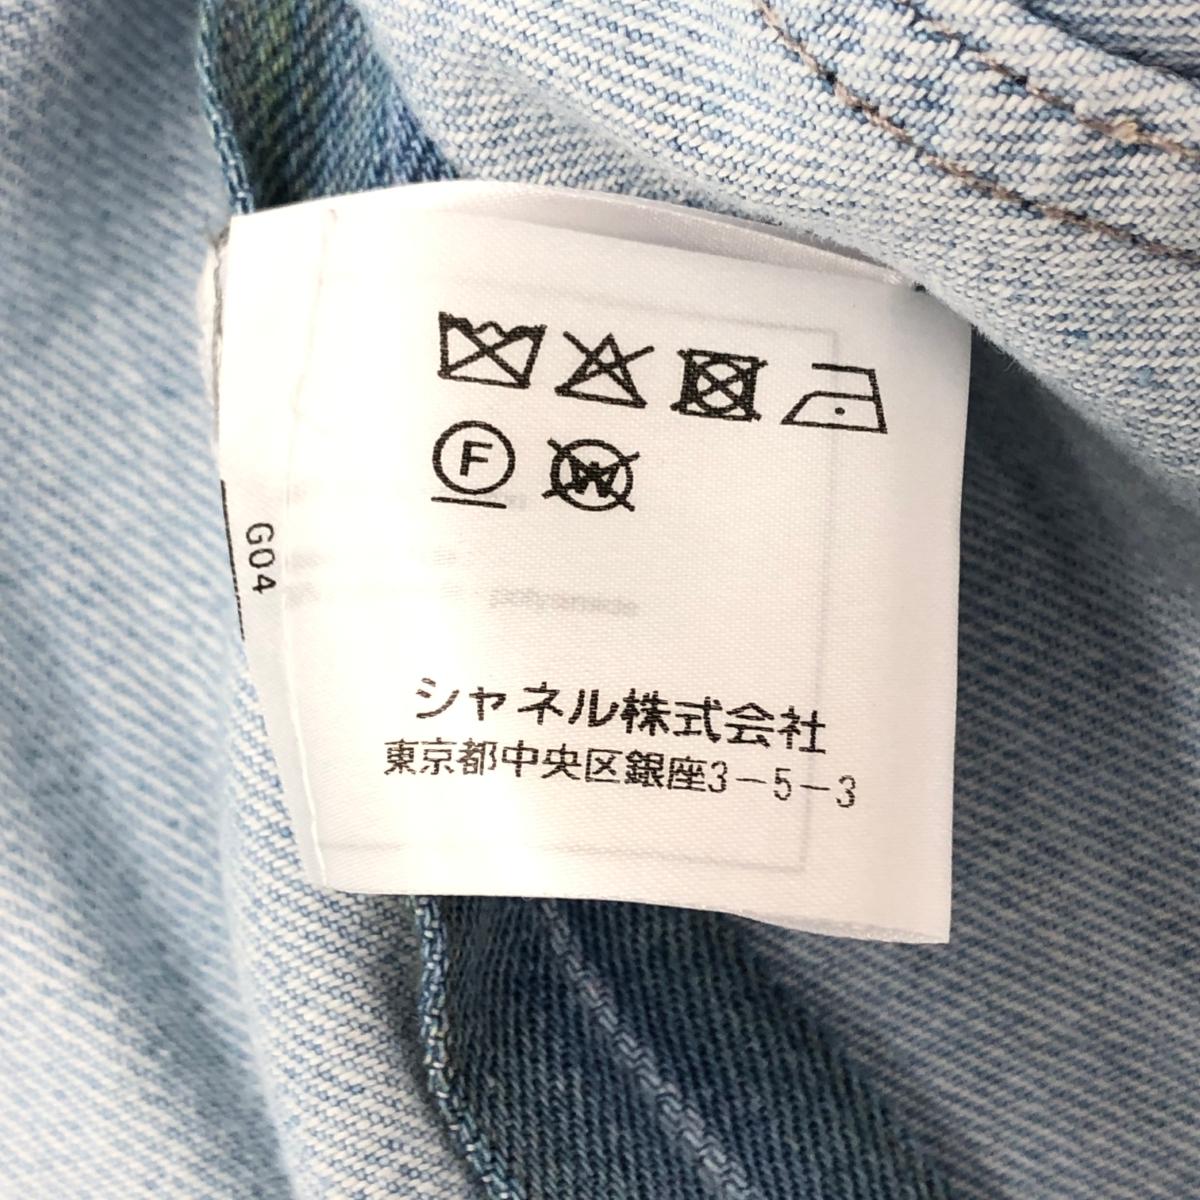 F
W
G04
polyamide
シャネル株式会社
東京都中央区銀座3-5-3